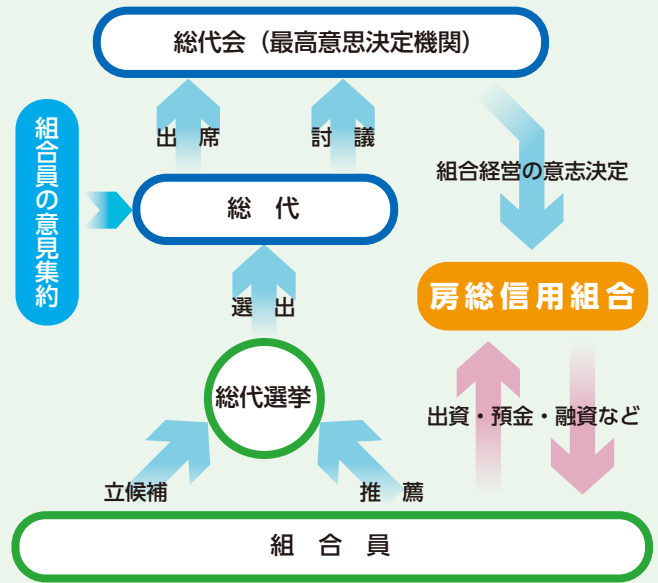 総代会（最高意思決定機関）
出　席
討　議
組合員の意見集約
組合経営の意志決定
総　代
房総信用組合
選　出
総代選挙
出資・預金・融資など
立候補
推　薦
組　合　員